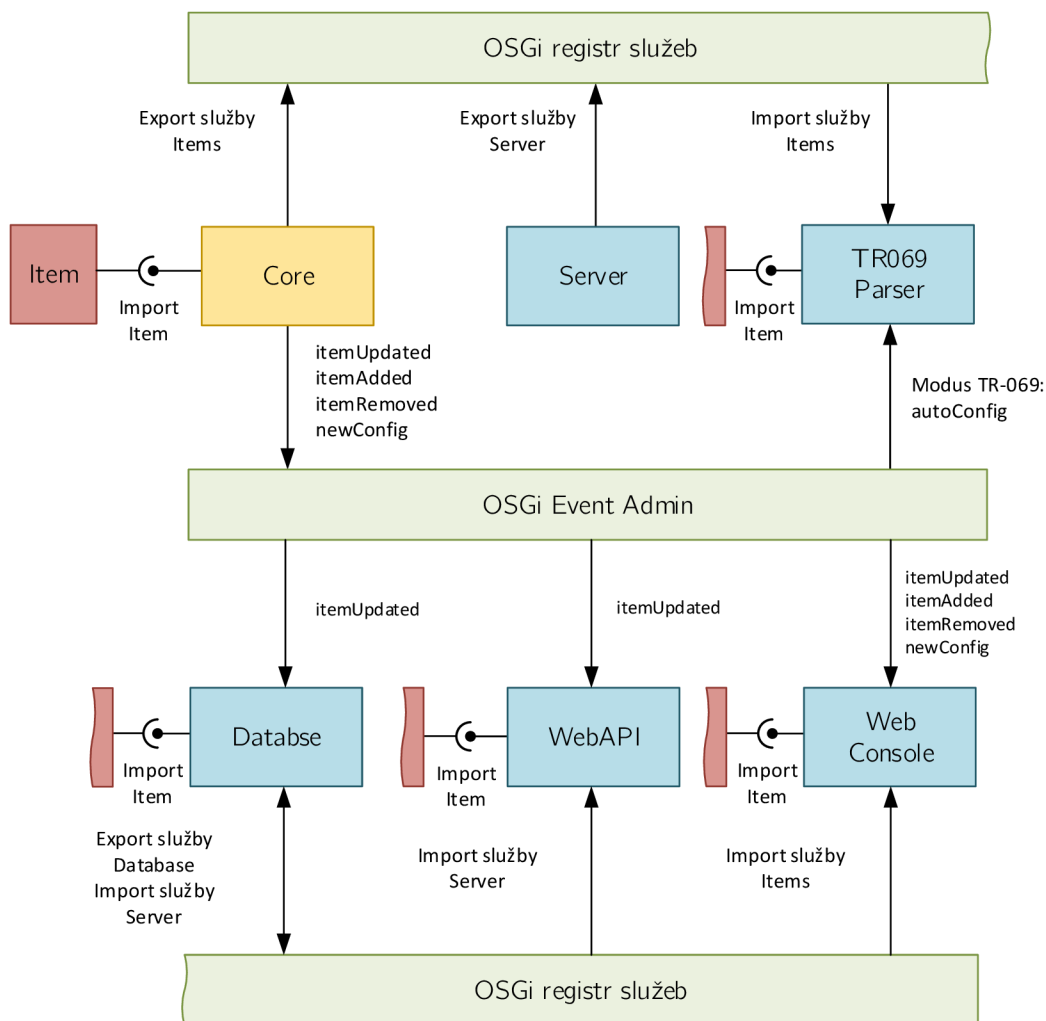 OSGi registr služeb
Export služby
Items
Export služby
Server
Import služby
Items
Item
Import
Item
Core
Server
Import
Item
TR069
Parser
itemUpdated
itemAdded
itemRemoved
newConfig
Modus TR-069:
autoConfig
OSGi Event Admin
itemUpdated
itemUpdated
itemUpdated
itemAdded
itemRemoved
newConfig
Import
Item
Databse
Import
Item
WebAPI
Import
Item
Web
Console
Export služby
Database
Import služby
Server
Import služby
Server
Import služby
Items
OSGi registr služeb